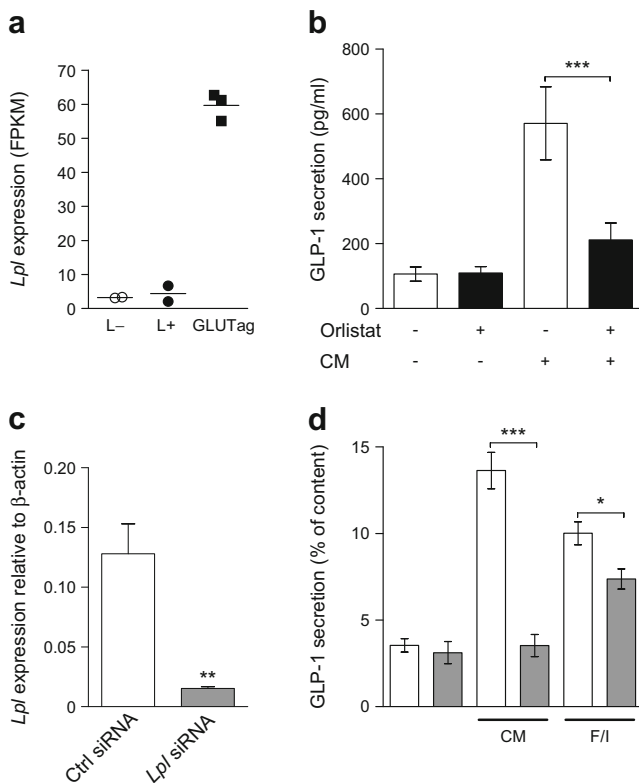 a
Lpl expression (FPKM)
70
60
50
40
30
20
10
0
L–
L+
GLUTag
b
GLP-1 secretion (pg/ml)
800
600
400
200
0
***
Orlistat - + - +
CM - - + +
c
Lpl expression relative to β-actin
0.20
0.15
0.10
0.05
0.00
**
Ctrl siRNA
Lpl siRNA
d
GLP-1 secretion (% of content)
15
10
5
0
***
*
CM
F/I